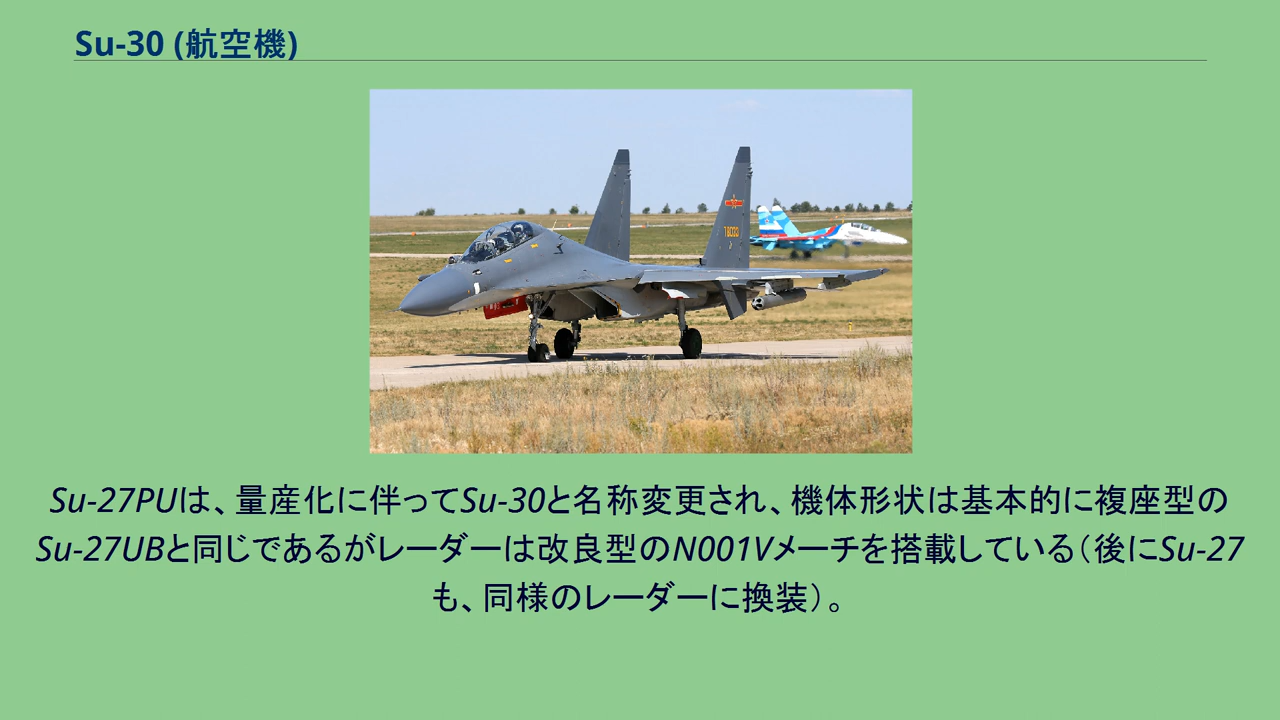 Su-30 (航空機)
Su-27PUは、量産化に伴ってSu-30と名称変更され、機体形状は基本的に複座型の
Su-27UBと同じであるがレーダーは改良型のN001Vメーチを搭載している（後にSu-27
も、同様のレーダーに換装）。